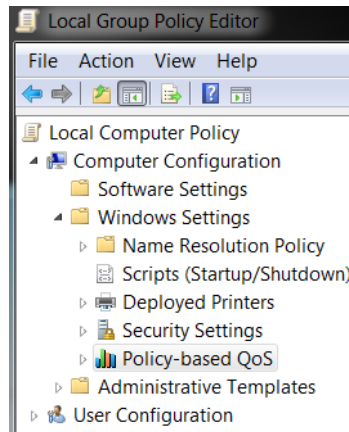 Local Group Policy Editor
File Action View Help
Local Computer Policy
Computer Configuration
Software Settings
Windows Settings
Name Resolution Policy
Scripts (Startup/Shutdown)
Deployed Printers
Security Settings
Policy-based QoS
Administrative Templates
User Configuration